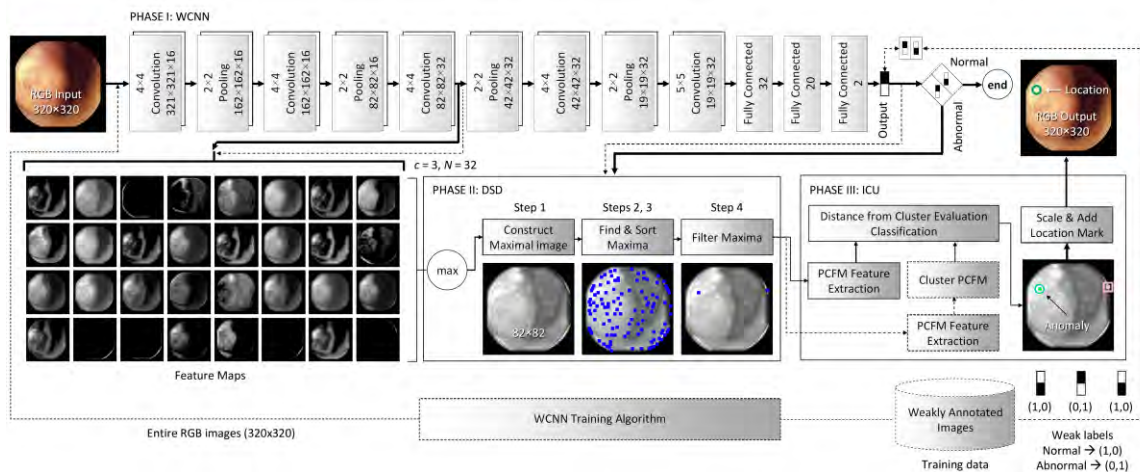 PHASE I: WCNN
RGB Input
320×320
4×4
Convolution
321×321×16
2×2
Pooling
162×162×16
4×4
Convolution
162×162×16
2×2
Pooling
82×82×16
4×4
Convolution
82×82×32
2×2
Pooling
42×42×32
4×4
Convolution
42×42×32
2×2
Pooling
19×19×32
5×5
Convolution
19×19×32
Fully Connected
32
Fully Connected
20
Fully Connected
2
Output
Normal
end
Abnormal
Location
RGB Output
320×320
c = 3, N = 32
Feature Maps
PHASE II: DSD
max
Step 1
Construct
Maximal Image
82×82
Steps 2, 3
Find & Sort
Maxima
Step 4
Filter Maxima
PHASE III: ICU
Distance from Cluster Evaluation
Classification
PCFM Feature
Extraction
Cluster PCFM
PCFM Feature
Extraction
Scale & Add
Location Mark
Anomaly
Entire RGB images (320x320)
WCNN Training Algorithm
Weakly Annotated
Images
Training data
(1,0) (0,1) (1,0)
Weak labels
Normal → (1,0)
Abnormal → (0,1)